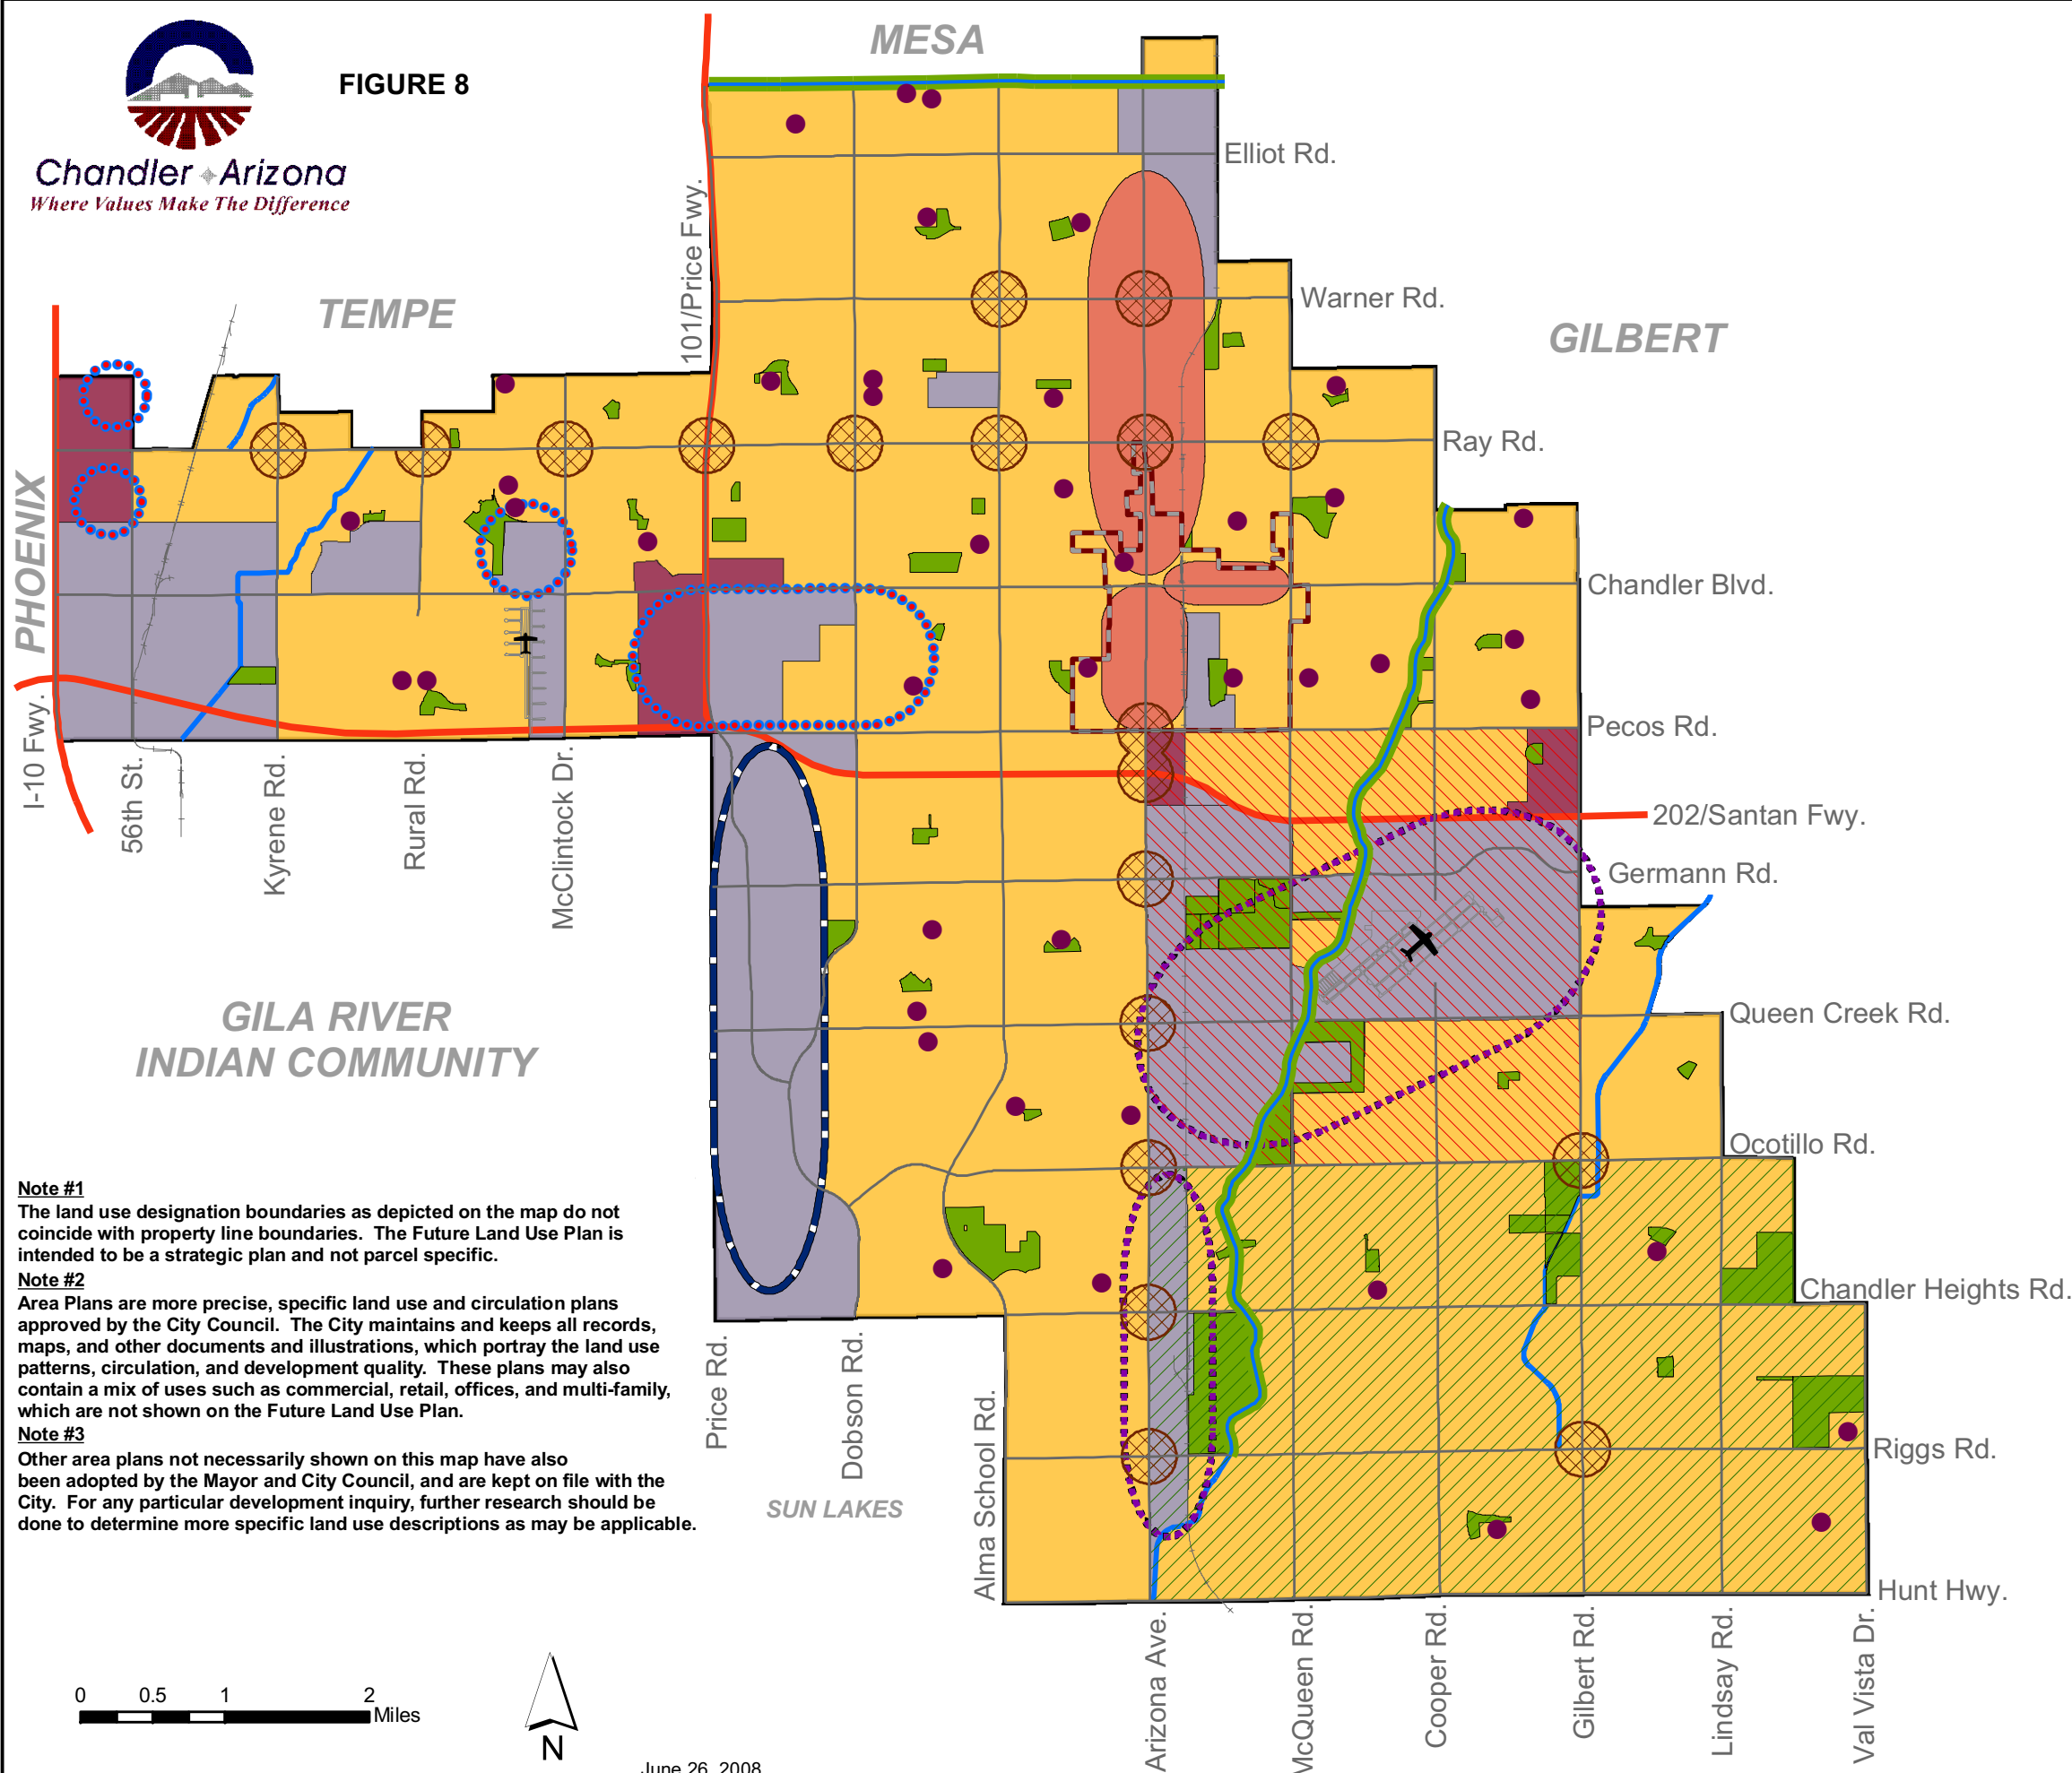 FIGURE 8
Chandler Arizona
Where Values Make The Difference
MESA
TEMPE
GILBERT
PHOENIX
GILA RIVER
INDIAN COMMUNITY
SUN LAKES
101/Price Fwy.
Elliot Rd.
Warner Rd.
Ray Rd.
Chandler Blvd.
Pecos Rd.
202/Santan Fwy.
Germann Rd.
Queen Creek Rd.
Ocotillo Rd.
Chandler Heights Rd.
Riggs Rd.
Hunt Hwy.
I-10 Fwy.
56th St.
Kyrene Rd.
Rural Rd.
McClintock Dr.
Price Rd.
Dobson Rd.
Alma School Rd.
Arizona Ave.
McQueen Rd.
Cooper Rd.
Gilbert Rd.
Lindsay Rd.
Val Vista Dr.
Note #1
The land use designation boundaries as depicted on the map do not
coincide with property line boundaries. The Future Land Use Plan is
intended to be a strategic plan and not parcel specific.
Note #2
Area Plans are more precise, specific land use and circulation plans
approved by the City Council. The City maintains and keeps all records,
maps, and other documents and illustrations, which portray the land use
patterns, circulation, and development quality. These plans may also
contain a mix of uses such as commercial, retail, offices, and multi-family,
which are not shown on the Future Land Use Plan.
Note #3
Other area plans not necessarily shown on this map have also
been adopted by the Mayor and City Council, and are kept on file with the
City. For any particular development inquiry, further research should be
done to determine more specific land use descriptions as may be applicable.
0 0.5 1 2
Miles
N
June 26, 2008